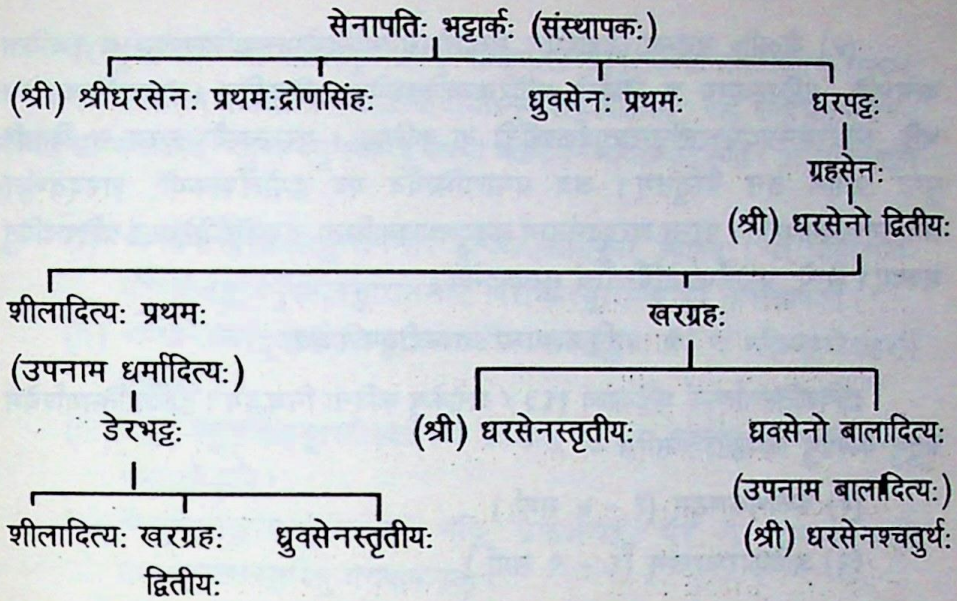 सेनापतिः भट्टार्कः (संस्थापकः)
(श्री) श्रीधरसेनः प्रथमःद्रोणसिंहः ध्रुवसेनः प्रथमः धरपट्टः
ग्रहसेनः
(श्री) धरसेनो द्वितीयः
शीलादित्यः प्रथमः खरग्रहः
(उपनाम धर्मादित्यः)
डेरभट्टः (श्री) धरसेनस्तृतीयः ध्रवसेनो बालादित्यः
(उपनाम बालादित्यः)
शीलादित्यः खरग्रहः ध्रुवसेनस्तृतीयः (श्री) धरसेनश्चतुर्थः
द्वितीयः